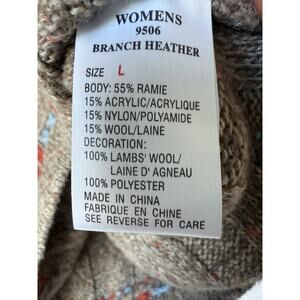 WOMENS
9506
BRANCH HEATHER
SIZE L
BODY: 55% RAMIE
15% ACRYLIC/ACRYLIQUE
15% NYLON/POLYAMIDE
15% WOOL/LAINE
DECORATION:
100% LAMBS' WOOL/
LAINE D' AGNEAU
100% POLYESTER
MADE IN CHINA
FABRIQUE EN CHINE
SEE REVERSE FOR CARE